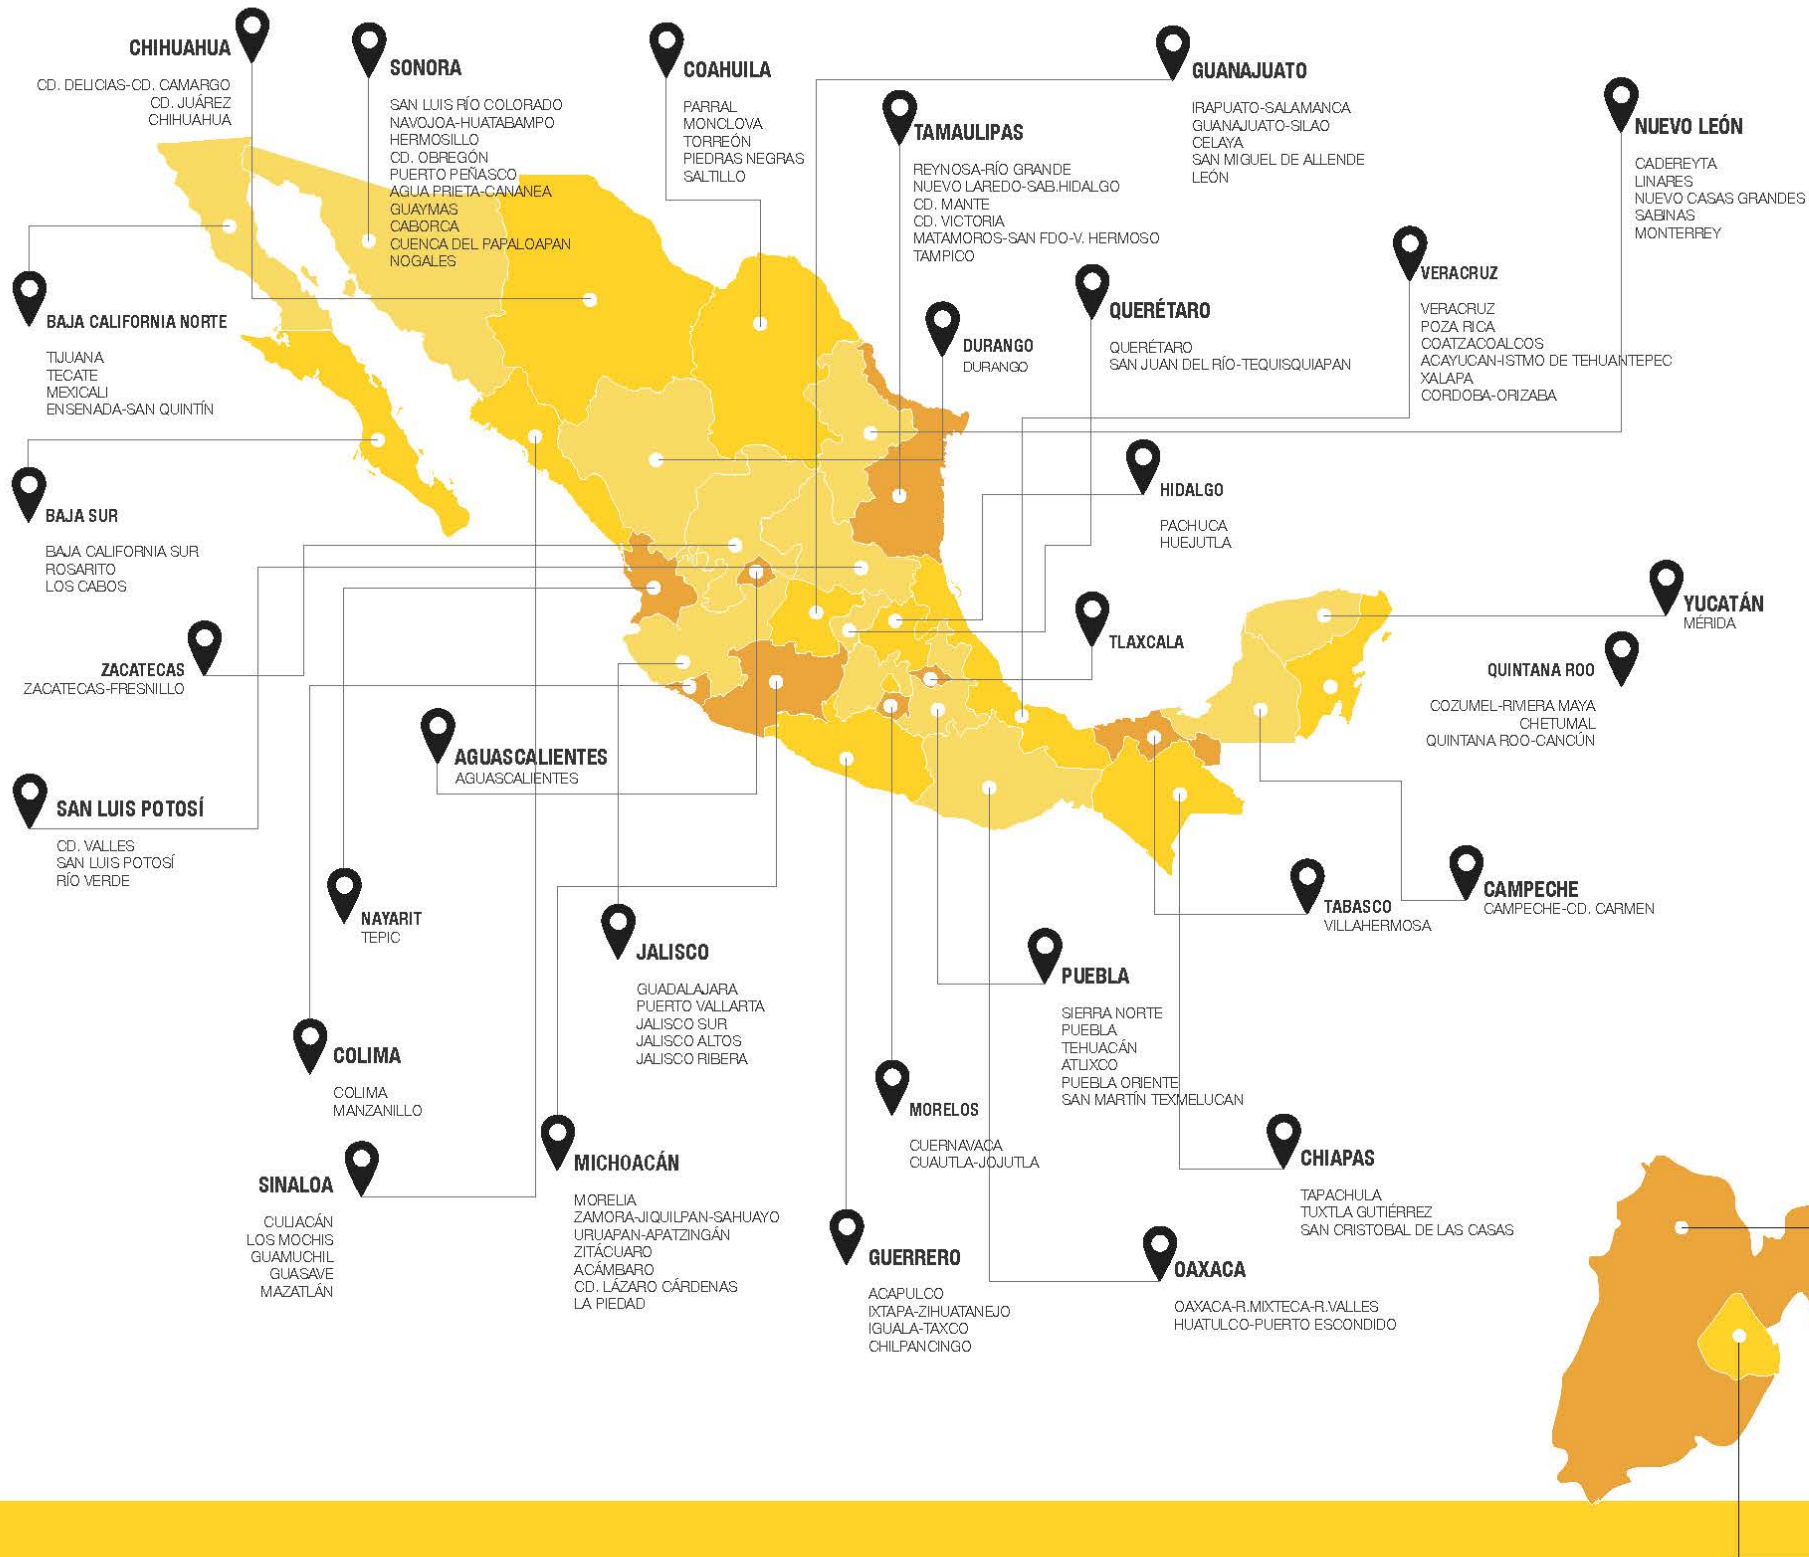 CHIHUAHUA
CD. DELICIAS-CD. CAMARGO
CD. JUÁREZ
CHIHUAHUA
SONORA
SAN LUIS RÍO COLORADO
NAVOJOA-HUATABAMPO
HERMOSILLO
CD. OBREGÓN
PUERTO PEÑASCO
AGUA PRIETA-CANANEA
GUAYMAS
CABORCA
CUENCA DEL PAPALOAPAN
NOGALES
COAHUILA
PARRAL
MONCLOVA
TORREÓN
PIEDRAS NEGRAS
SALTILLO
TAMAULIPAS
REYNOSA-RÍO GRANDE
NUEVO LAREDO-SAB.HIDALGO
CD. MANTE
CD. VICTORIA
MATAMOROS-SAN FDO-V. HERMOSO
TAMPICO
GUANAJUATO
IRAPUATO-SALAMANCA
GUANAJUATO-SILAO
CELAYA
SAN MIGUEL DE ALLENDE
LEÓN
NUEVO LEÓN
CADEREYTA
LINARES
NUEVO CASAS GRANDES
SABINAS
MONTERREY
BAJA CALIFORNIA NORTE
TIJUANA
TECATE
MEXICALI
ENSENADA-SAN QUINTÍN
DURANGO
DURANGO
QUERÉTARO
QUERÉTARO
SAN JUAN DEL RÍO-TEQUISQUIAPAN
VERACRUZ
VERACRUZ
POZA RICA
COATZACOALCOS
ACAYUCAN-ISTMO DE TEHUANTEPEC
XALAPA
CORDOBA-ORIZABA
BAJA SUR
BAJA CALIFORNIA SUR
ROSARITO
LOS CABOS
HIDALGO
PACHUCA
HUEJUTLA
ZACATECAS
ZACATECAS-FRESNILLO
TLAXCALA
YUCATÁN
MÉRIDA
QUINTANA ROO
COZUMEL-RIVIERA MAYA
CHETUMAL
QUINTANA ROO-CANCÚN
AGUASCALIENTES
AGUASCALIENTES
SAN LUIS POTOSÍ
CD. VALLES
SAN LUIS POTOSÍ
RÍO VERDE
NAYARIT
TEPIC
JALISCO
GUADALAJARA
PUERTO VALLARTA
JALISCO SUR
JALISCO ALTOS
JALISCO RIBERA
TABASCO
VILLAHERMOSA
CAMPECHE
CAMPECHE-CD. CARMEN
PUEBLA
SIERRA NORTE
PUEBLA
TEHUACÁN
ATLIXCO
PUEBLA ORIENTE
SAN MARTÍN TEXMELUCAN
COLIMA
COLIMA
MANZANILLO
MORELOS
CUERNAVACA
CUAUTLA-JOJUTLA
SINALOA
CULIACÁN
LOS MOCHIS
GUAMUCHIL
GUASAVE
MAZATLÁN
MICHOACÁN
MORELIA
ZAMORA-JIQUILPAN-SAHUAYO
URUAPAN-APATZINGÁN
ZITÁCUARO
ACÁMBARO
CD. LÁZARO CÁRDENAS
LA PIEDAD
CHIAPAS
TAPACHULA
TUXTLA GUTIÉRREZ
SAN CRISTOBAL DE LAS CASAS
GUERRERO
ACAPULCO
IXTAPA-ZIHUATANEJO
IGUALA-TAXCO
CHILPANCINGO
OAXACA
OAXACA-R.MIXTECA-R.VALLES
HUATULCO-PUERTO ESCONDIDO